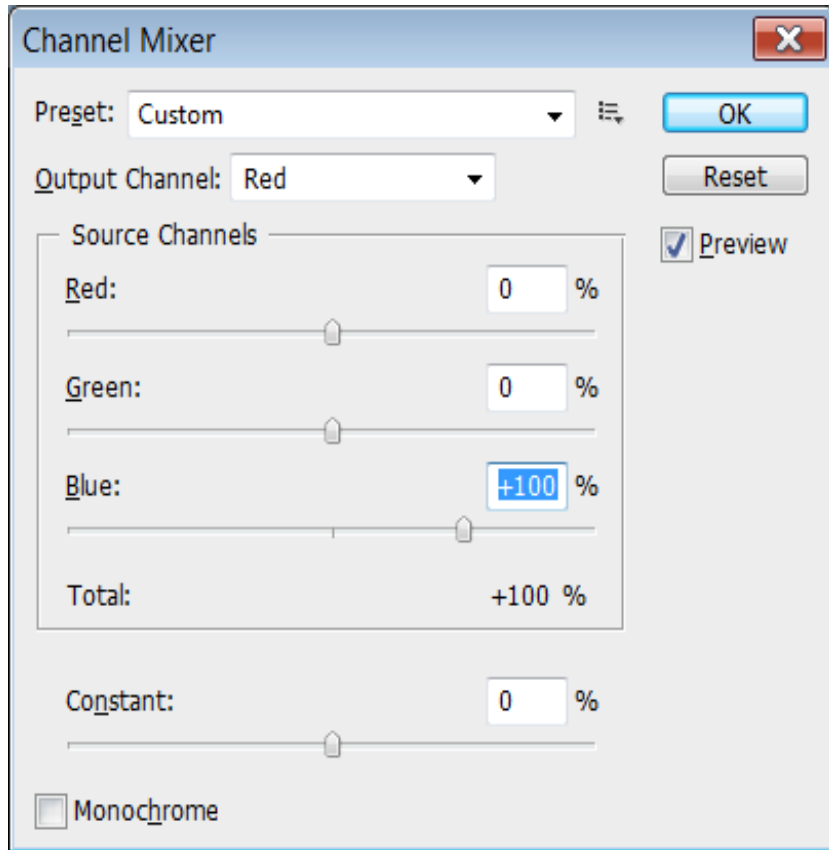 Channel Mixer
Preset: Custom
OK
Output Channel: Red
Reset
Source Channels
Preview
Red: 0 %
Green: 0 %
Blue: +100 %
Total: +100 %
Constant: 0 %
Monochrome